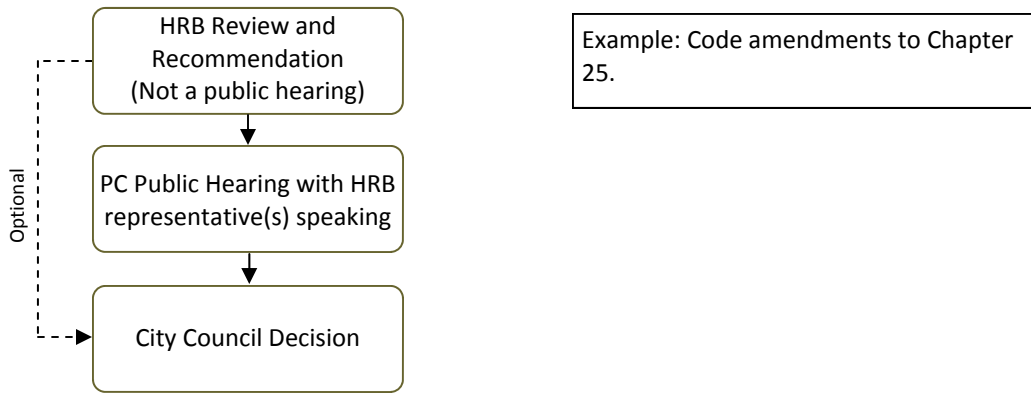 HRB Review and
Recommendation
(Not a public hearing)
Example: Code amendments to Chapter
25.
Optional
PC Public Hearing with HRB
representative(s) speaking
City Council Decision